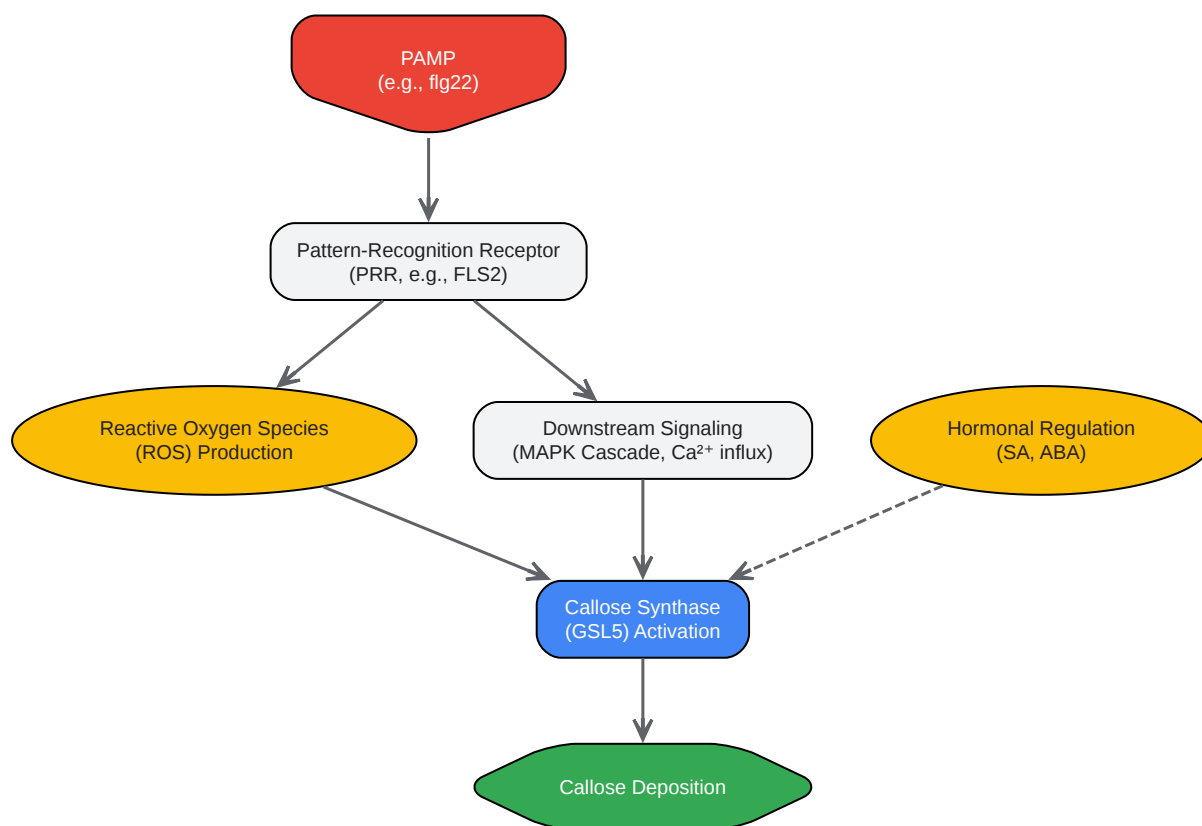 PAMP
(e.g., flg22)
Pattern-Recognition Receptor
(PRR, e.g., FLS2)
Reactive Oxygen Species
(ROS) Production
Downstream Signaling
(MAPK Cascade, Ca²⁺ influx)
Hormonal Regulation
(SA, ABA)
Callose Synthase
(GSL5) Activation
Callose Deposition